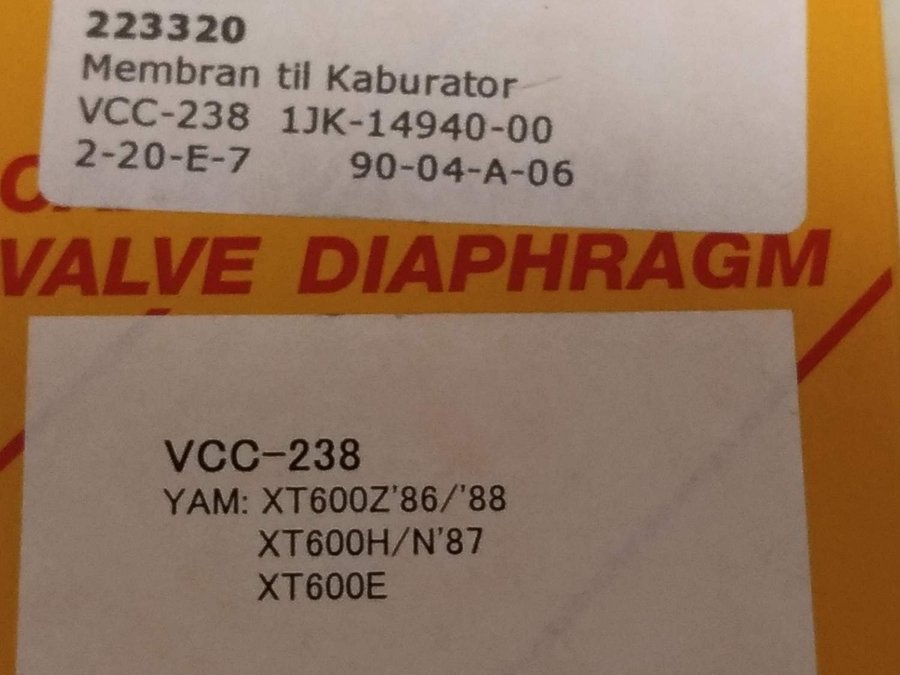 223320
Membran til Kaburator
VCC-238 1JK-14940-00
2-20-E-7 90-04-A-06
VALVE DIAPHRAGM
VCC-238
YAM: XT600Z'86/'88
XT600H/N'87
XT600E